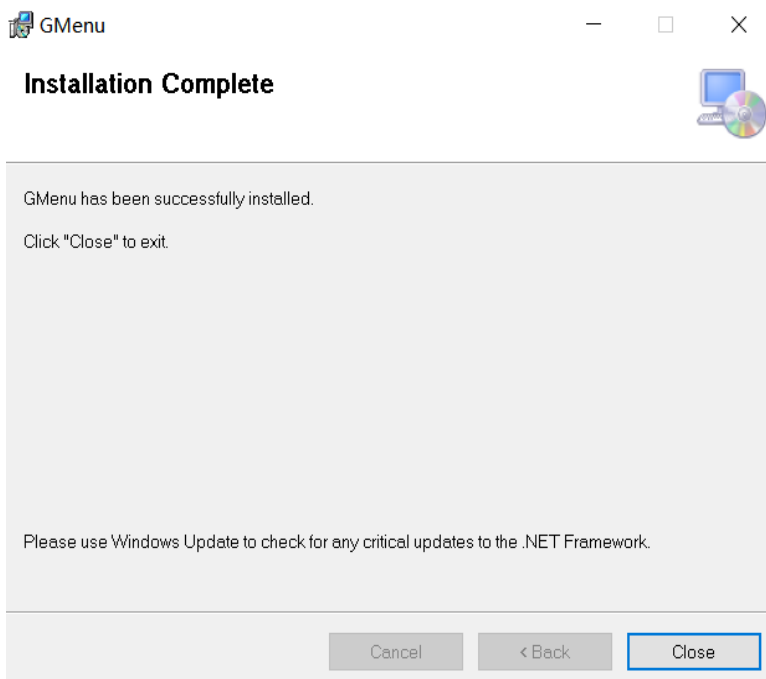 GMenu
Installation Complete
GMenu has been successfully installed.
Click "Close" to exit.
Please use Windows Update to check for any critical updates to the .NET Framework.
Cancel
< Back
Close